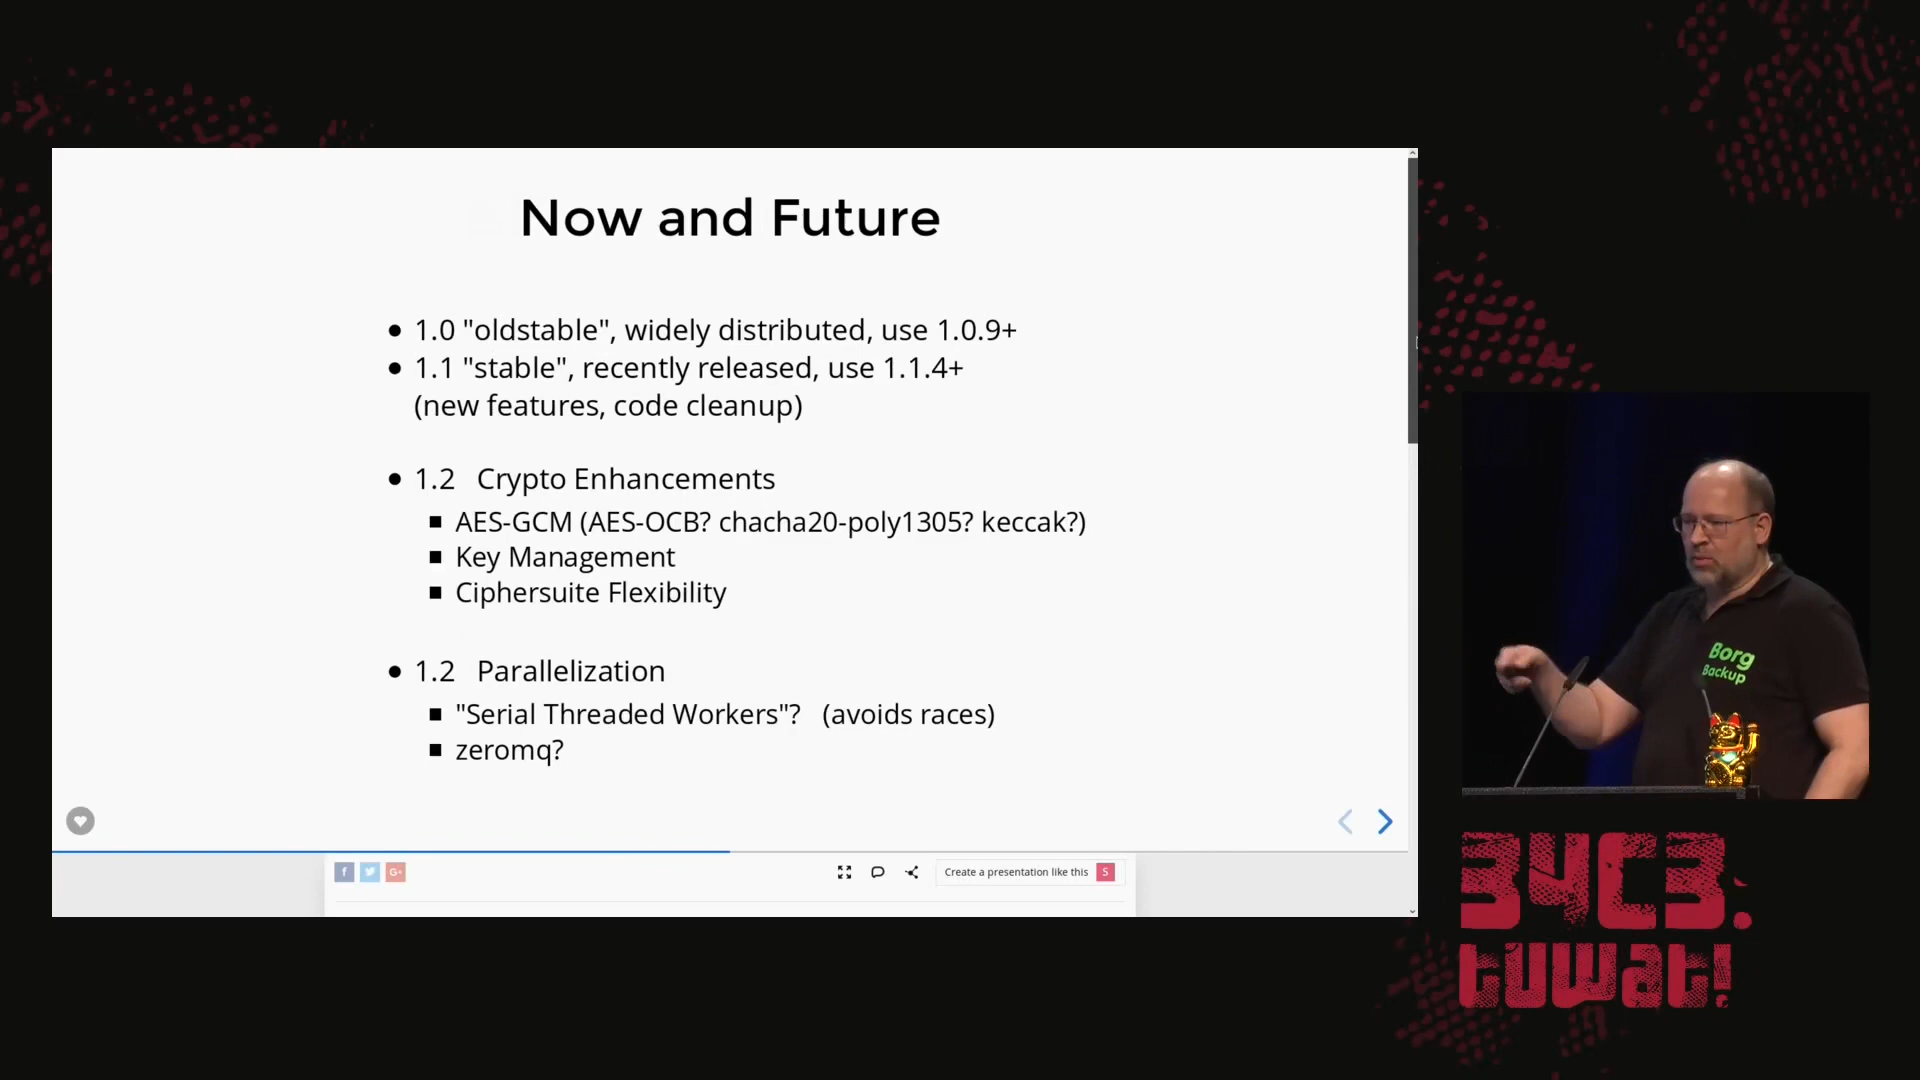 Now and Future
1.0 "oldstable", widely distributed, use 1.0.9+
1.1 "stable", recently released, use 1.1.4+
(new features, code cleanup)
1.2 Crypto Enhancements
AES-GCM (AES-OCB? chacha20-poly1305? keccak?)
Key Management
Ciphersuite Flexibility
1.2 Parallelization
"Serial Threaded Workers"? (avoids races)
zeromq?
f
G+
Create a presentation like this S
Borg
Backup
34C3.
tuwat!